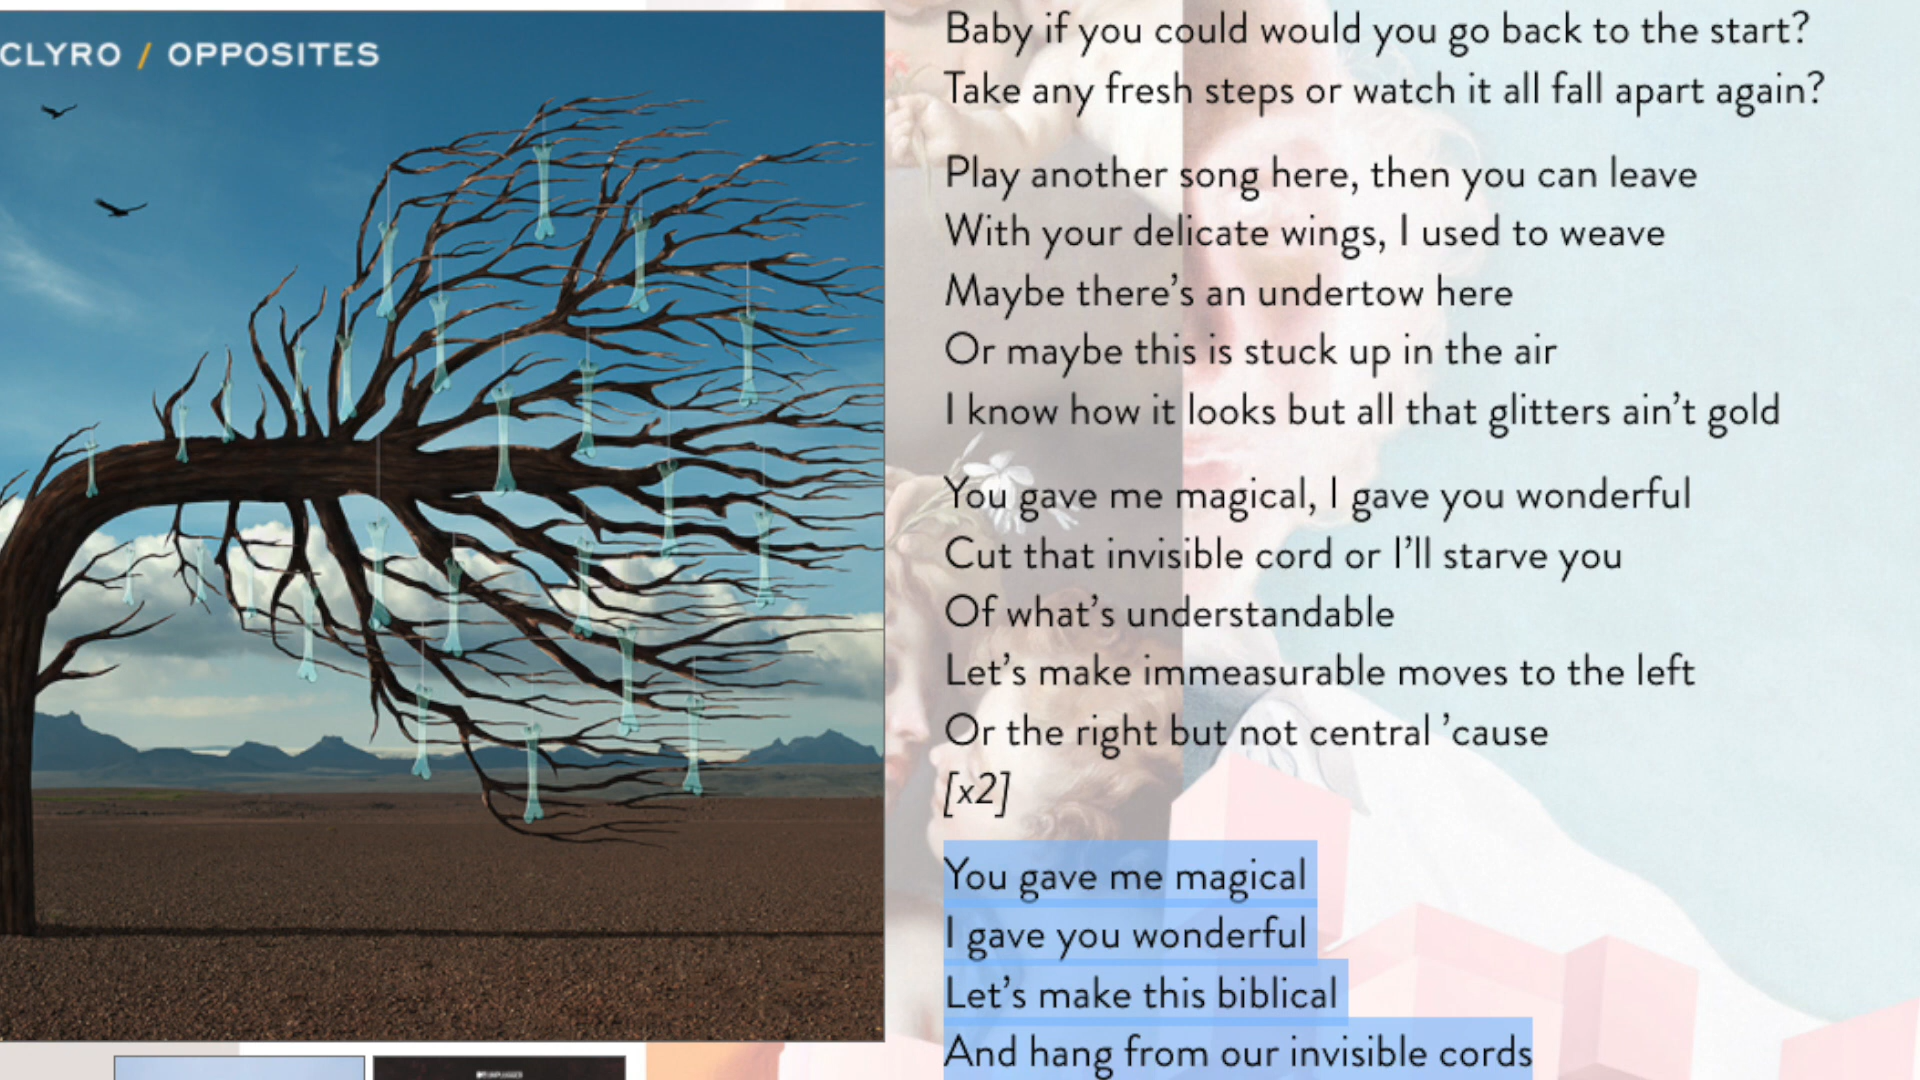 CLYRO / OPPOSITES
Baby if you could would you go back to the start?
Take any fresh steps or watch it all fall apart again?
Play another song here, then you can leave
With your delicate wings, I used to weave
Maybe there's an undertow here
Or maybe this is stuck up in the air
I know how it looks but all that glitters ain't gold
You gave me magical, I gave you wonderful
Cut that invisible cord or I'll starve you
Of what's understandable
Let's make immeasurable moves to the left
Or the right but not central 'cause
[x2]
You gave me magical
I gave you wonderful
Let's make this biblical
And hang from our invisible cords